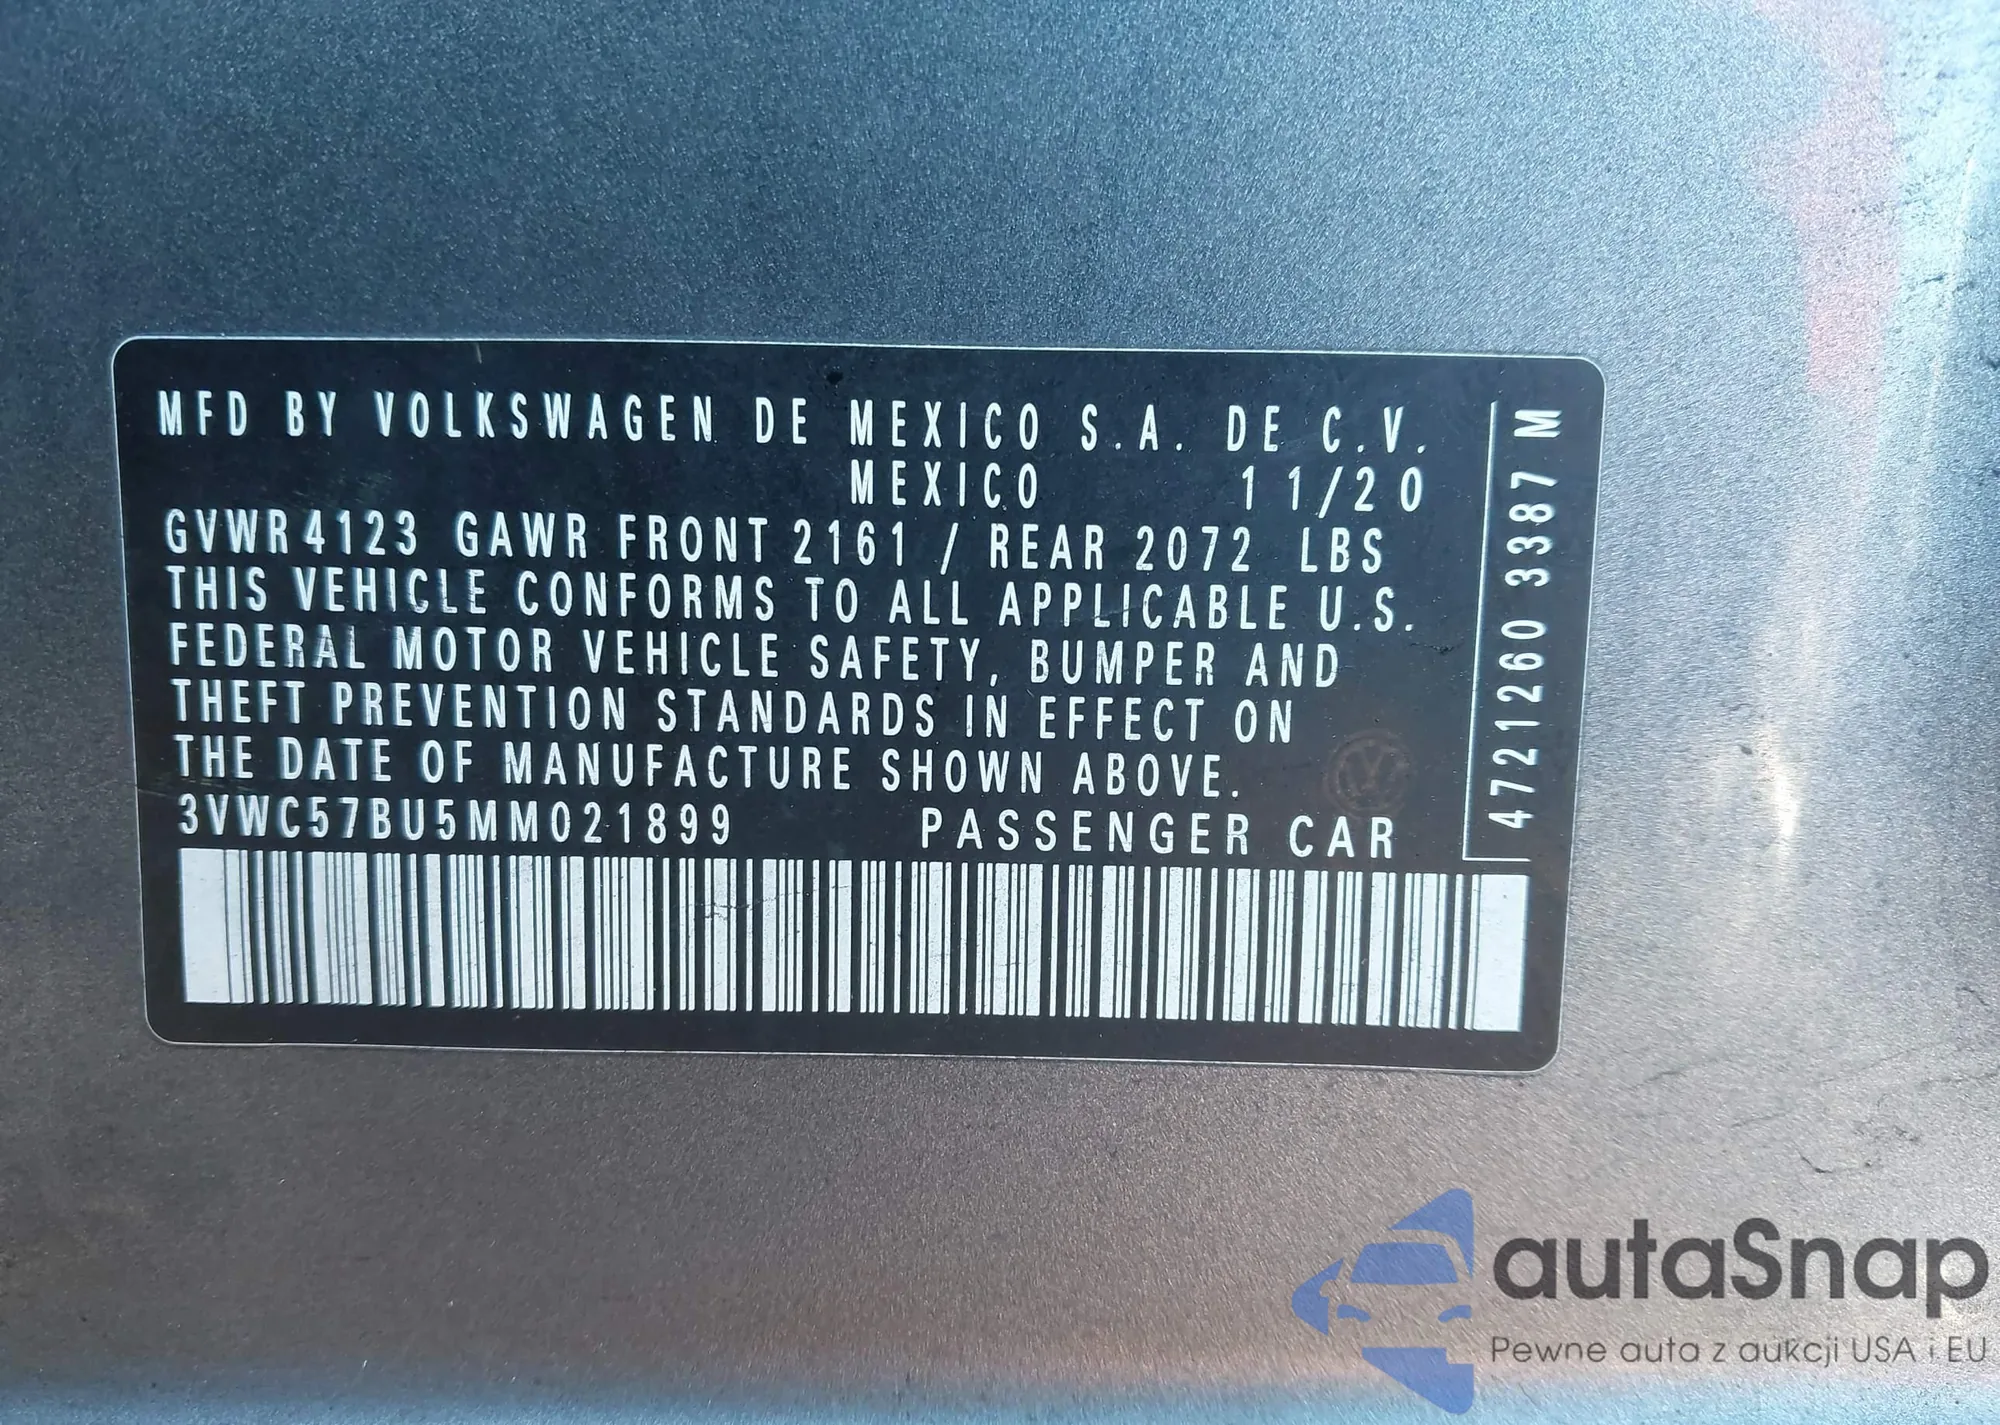 MFD BY VOLKSWAGEN DE MEXICO S.A. DE C.V.
MEXICO 11/20
GVWR 4123 GAWR FRONT 2161 / REAR 2072 LBS
THIS VEHICLE CONFORMS TO ALL APPLICABLE U.S.
FEDERAL MOTOR VEHICLE SAFETY, BUMPER AND
THEFT PREVENTION STANDARDS IN EFFECT ON
THE DATE OF MANUFACTURE SHOWN ABOVE.
3VWC57BU5MM021899 PASSENGER CAR
4721260 3387 M
autaSnap
Pewne auta z aukcji USA i EU